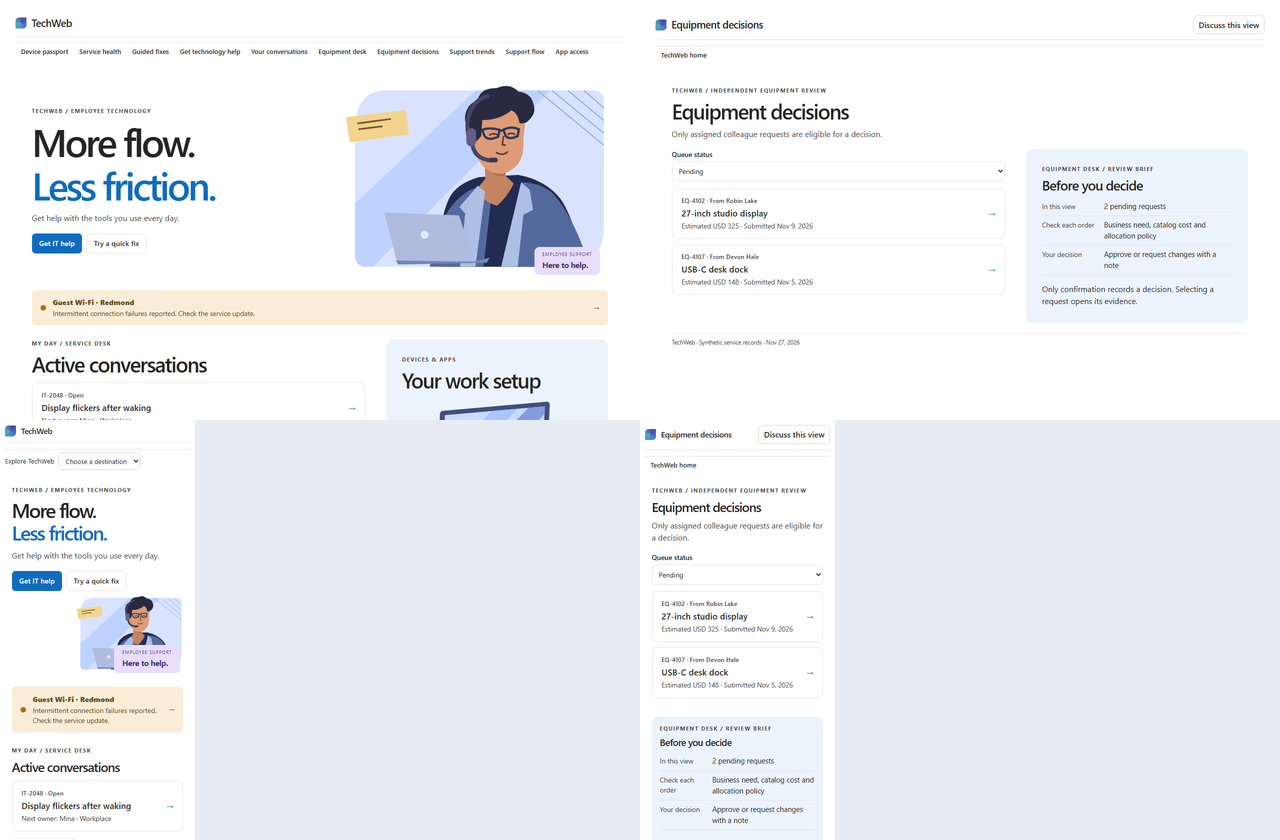 TechWeb
Device passport
Service health
Guided fixes
Get technology help
Your conversations
Equipment desk
Equipment decisions
Support trends
Support flow
App access
TECHWEB / EMPLOYEE TECHNOLOGY
More flow.
Less friction.
Get help with the tools you use every day.
Get IT help
Try a quick fix
EMPLOYEE SUPPORT
Here to help.
Guest Wi-Fi • Redmond
Intermittent connection failures reported. Check the service update.
→
MY DAY / SERVICE DESK
Active conversations
IT-2048 · Open
Display flickers after waking
→
DEVICES & APPS
Your work setup
Equipment decisions
Discuss this view
TechWeb home
TECHWEB / INDEPENDENT EQUIPMENT REVIEW
Equipment decisions
Only assigned colleague requests are eligible for a decision.
Queue status
Pending
EQ-4102 · From Robin Lake
27-inch studio display
Estimated USD 325 · Submitted Nov 9, 2026
→
EQ-4107 · From Devon Hale
USB-C desk dock
Estimated USD 148 · Submitted Nov 5, 2026
→
EQUIPMENT DESK / REVIEW BRIEF
Before you decide
In this view
2 pending requests
Check each order
Business need, catalog cost and
allocation policy
Your decision
Approve or request changes with a
note
Only confirmation records a decision. Selecting a
request opens its evidence.
TechWeb · Synthetic service records · Nov 27, 2026
TechWeb
Explore TechWeb
Choose a destination
TECHWEB / EMPLOYEE TECHNOLOGY
More flow.
Less friction.
Get help with the tools you use every day.
Get IT help
Try a quick fix
EMPLOYEE SUPPORT
Here to help.
Guest Wi-Fi • Redmond
Intermittent connection failures reported.
Check the service update.
→
MY DAY / SERVICE DESK
Active conversations
IT-2048 · Open
Display flickers after waking
Next owner: Mina · Workplace
→
Equipment decisions
Discuss this view
TechWeb home
TECHWEB / INDEPENDENT EQUIPMENT REVIEW
Equipment decisions
Only assigned colleague requests are eligible for
a decision.
Queue status
Pending
EQ-4102 · From Robin Lake
27-inch studio display
Estimated USD 325 · Submitted Nov 9, 2026
→
EQ-4107 · From Devon Hale
USB-C desk dock
Estimated USD 148 · Submitted Nov 5, 2026
→
EQUIPMENT DESK / REVIEW BRIEF
Before you decide
In this view
2 pending requests
Check each
order
Business need, catalog cost and
allocation policy
Your decision
Approve or request changes
with a note